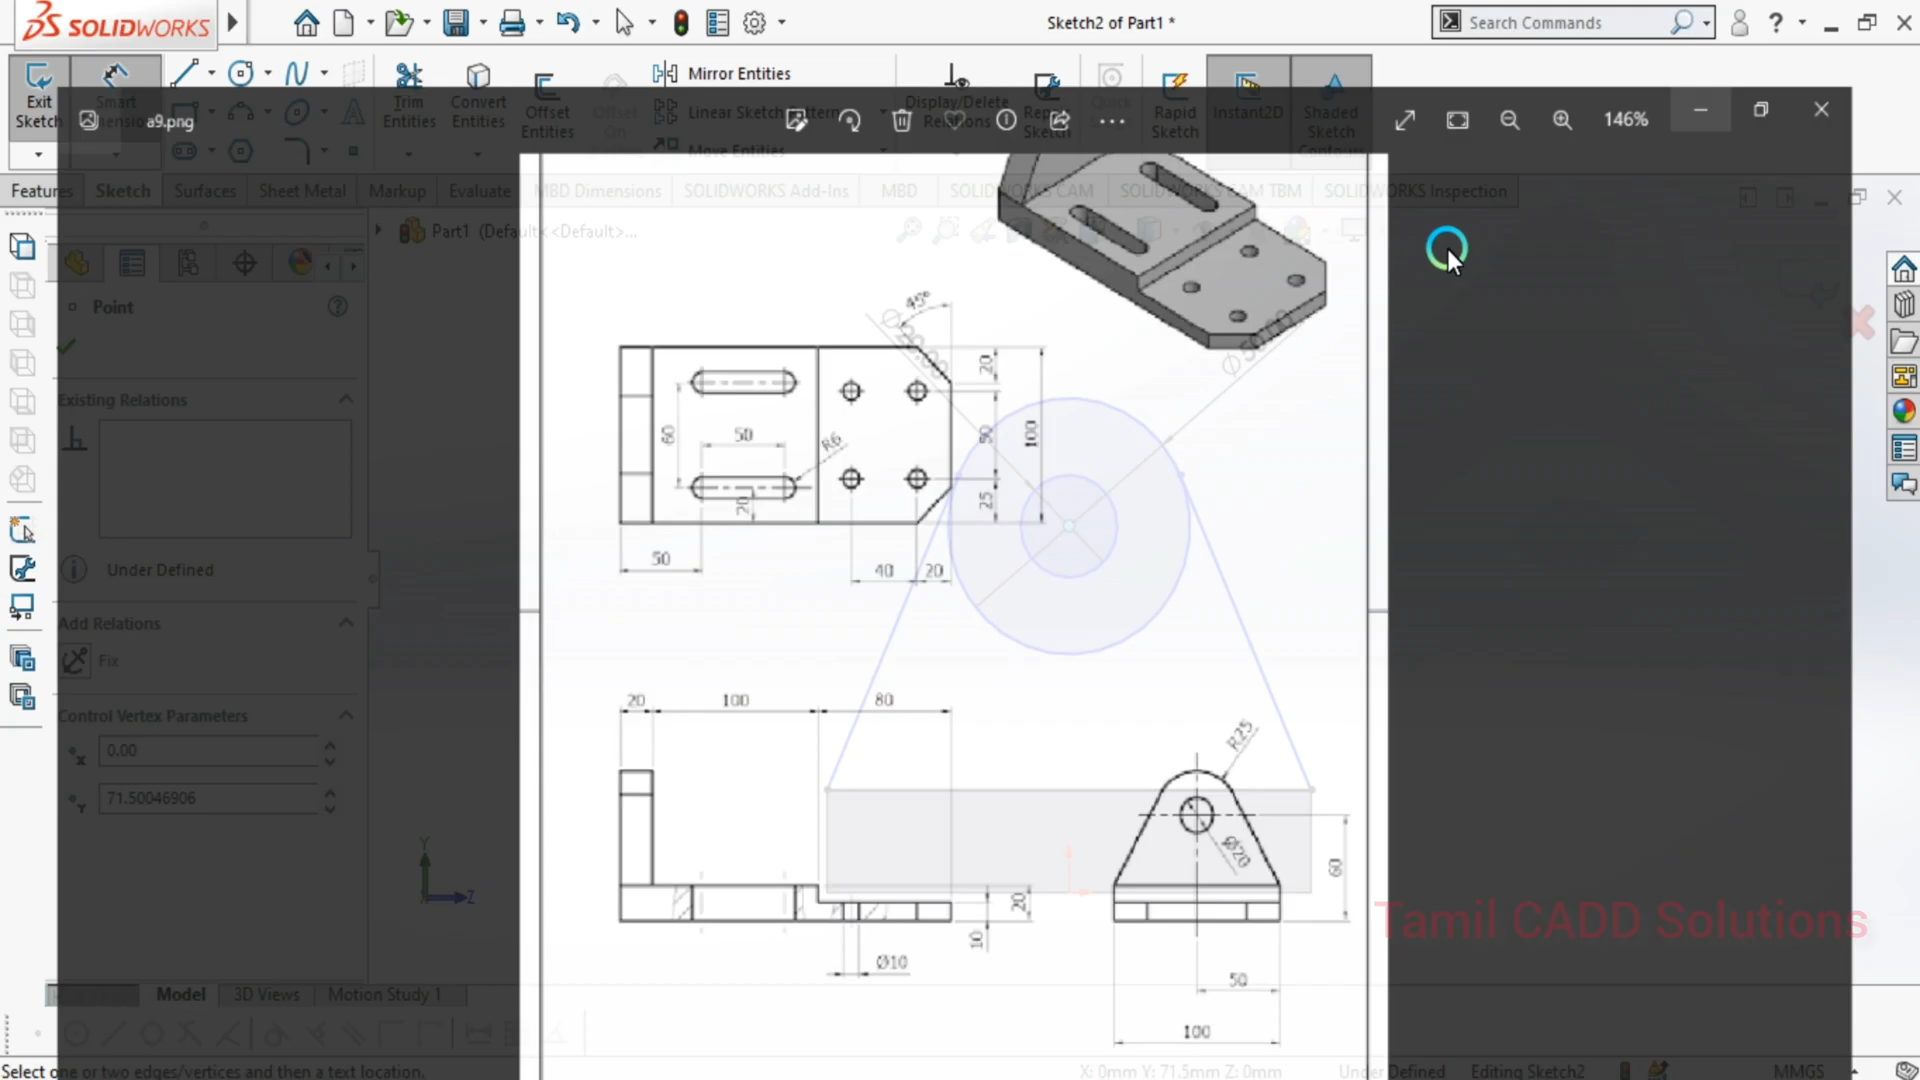 SOLIDWORKS
Sketch2 of Part1 *
Search Commands
Exit Sketch
Smart
Trim Entities
Convert Entities
Offset Entities
Offset On
Mirror Entities
Linear Sketch Pattern
Move Entities
Display/Delete Relations
Sketch
Rapid Sketch
Instant2D
Shaded Sketch Contours
a9.png
146%
Features
Sketch
Surfaces
Sheet Metal
Markup
Evaluate
MBD Dimensions
SOLIDWORKS Add-Ins
MBD
SOLIDWORKS CAM
SOLIDWORKS CAM TBM
SOLIDWORKS Inspection
Part1 (Default< <Default>...
Point
Existing Relations
Under Defined
Add Relations
Fix
Control Vertex Parameters
0.00
71.50046906
45°
20
60
50
R6
50
100
20
25
50
40
20
20
100
80
R25
Ø20
60
20
10
Ø10
50
100
Y
Z
Tamil CADD Solutions
Model
3D Views
Motion Study 1
Select one or two edges/vertices and then a text location.
X: 0mm Y: 71.5mm Z: 0mm
Under Defined
Editing Sketch2
MMGS